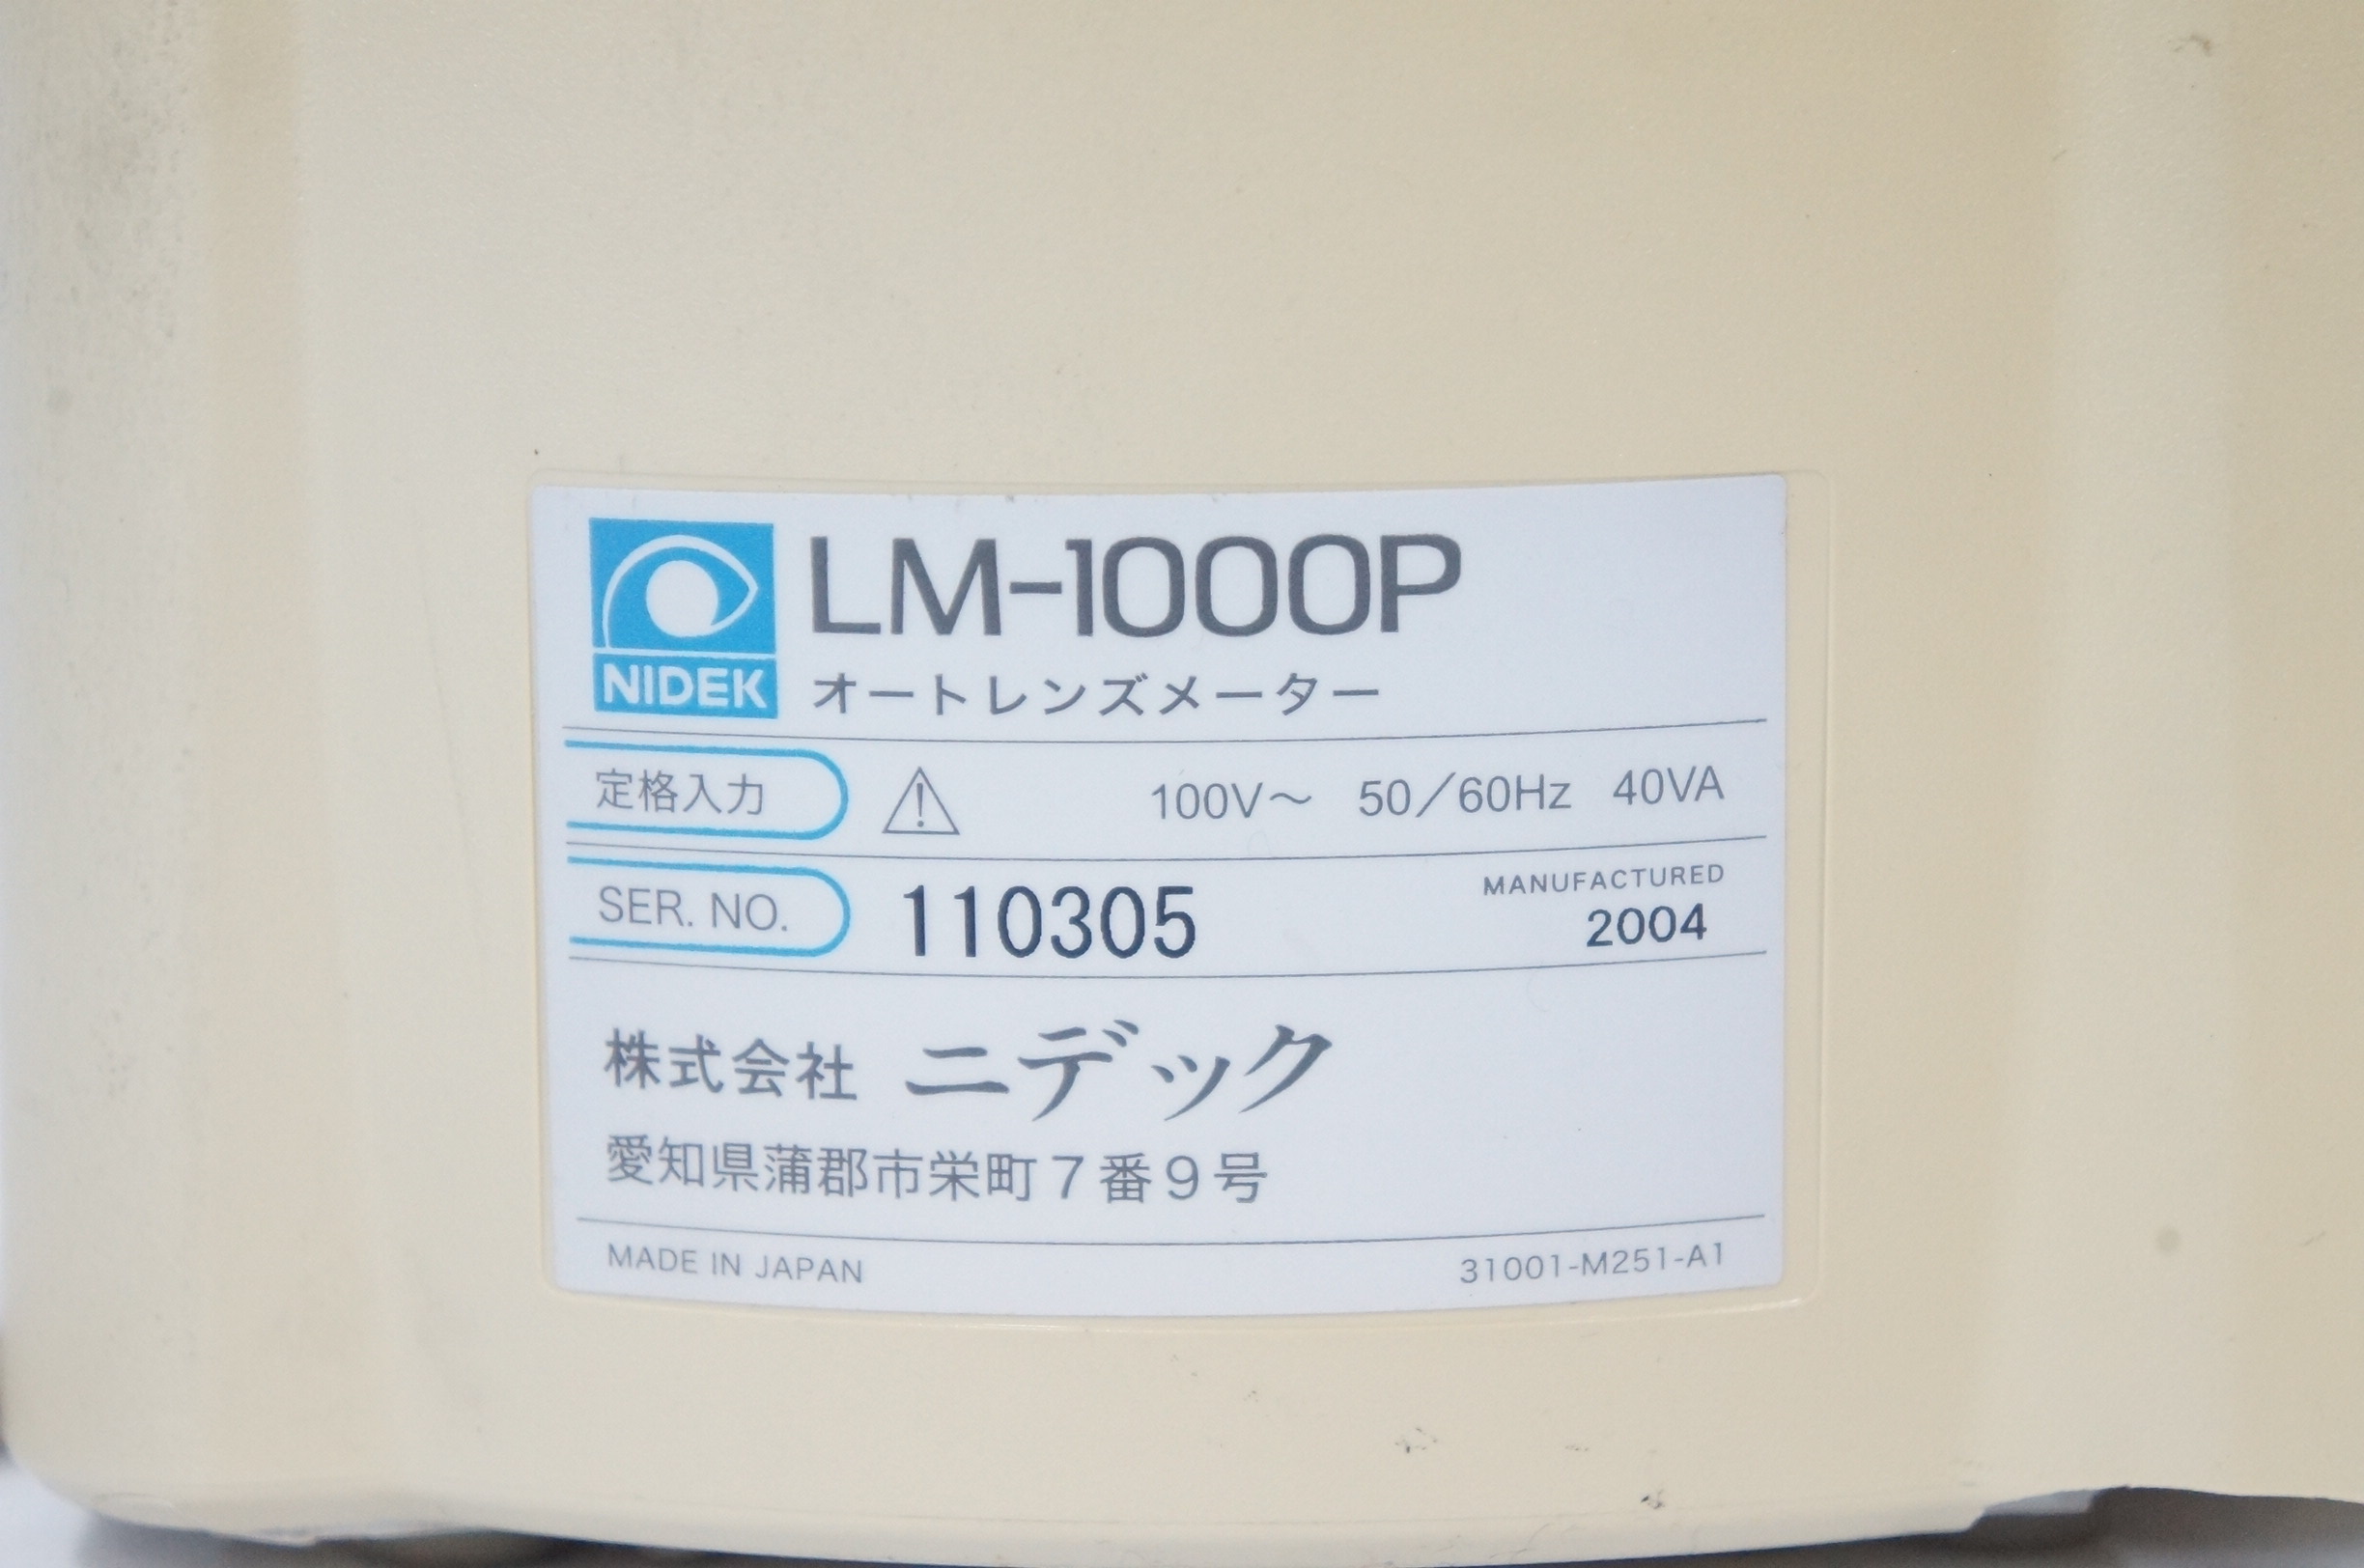 LM-1000P
NIDEK オートレンズメーター
定格入力 100V～ 50／60Hz 40VA
SER. NO. 110305 MANUFACTURED
2004
株式会社 ニデック
愛知県蒲郡市栄町７番９号
MADE IN JAPAN 31001-M251-A1